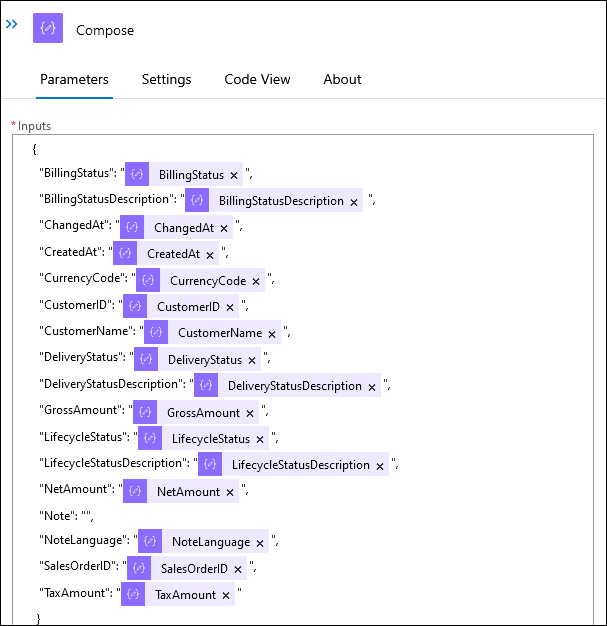 Compose
Parameters Settings Code View About
*Inputs
{
"BillingStatus": " BillingStatus × ",
"BillingStatusDescription": " BillingStatusDescription × ",
"ChangedAt": " ChangedAt × ",
"CreatedAt": " CreatedAt × ",
"CurrencyCode": " CurrencyCode × ",
"CustomerID": " CustomerID × ",
"CustomerName": " CustomerName × ",
"DeliveryStatus": " DeliveryStatus × ",
"DeliveryStatusDescription": " DeliveryStatusDescription × ",
"GrossAmount": " GrossAmount × ",
"LifecycleStatus": " LifecycleStatus × ",
"LifecycleStatusDescription": " LifecycleStatusDescription × ",
"NetAmount": " NetAmount × ",
"Note": "",
"NoteLanguage": " NoteLanguage × ",
"SalesOrderID": " SalesOrderID × ",
"TaxAmount": " TaxAmount × "
}